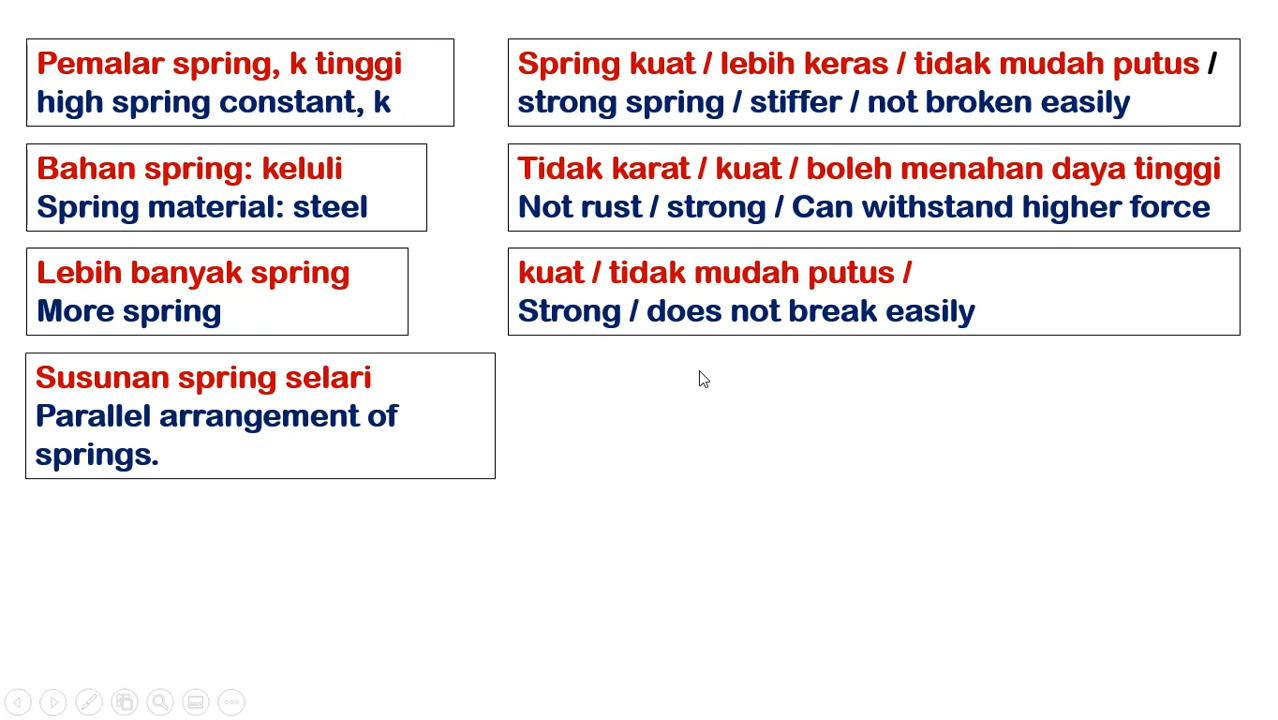 Pemalar spring, k tinggi
high spring constant, k
Spring kuat / lebih keras / tidak mudah putus /
strong spring / stiffer / not broken easily
Bahan spring: keluli
Spring material: steel
Tidak karat / kuat / boleh menahan daya tinggi
Not rust / strong / Can withstand higher force
Lebih banyak spring
More spring
kuat / tidak mudah putus /
Strong / does not break easily
Susunan spring selari
Parallel arrangement of
springs.